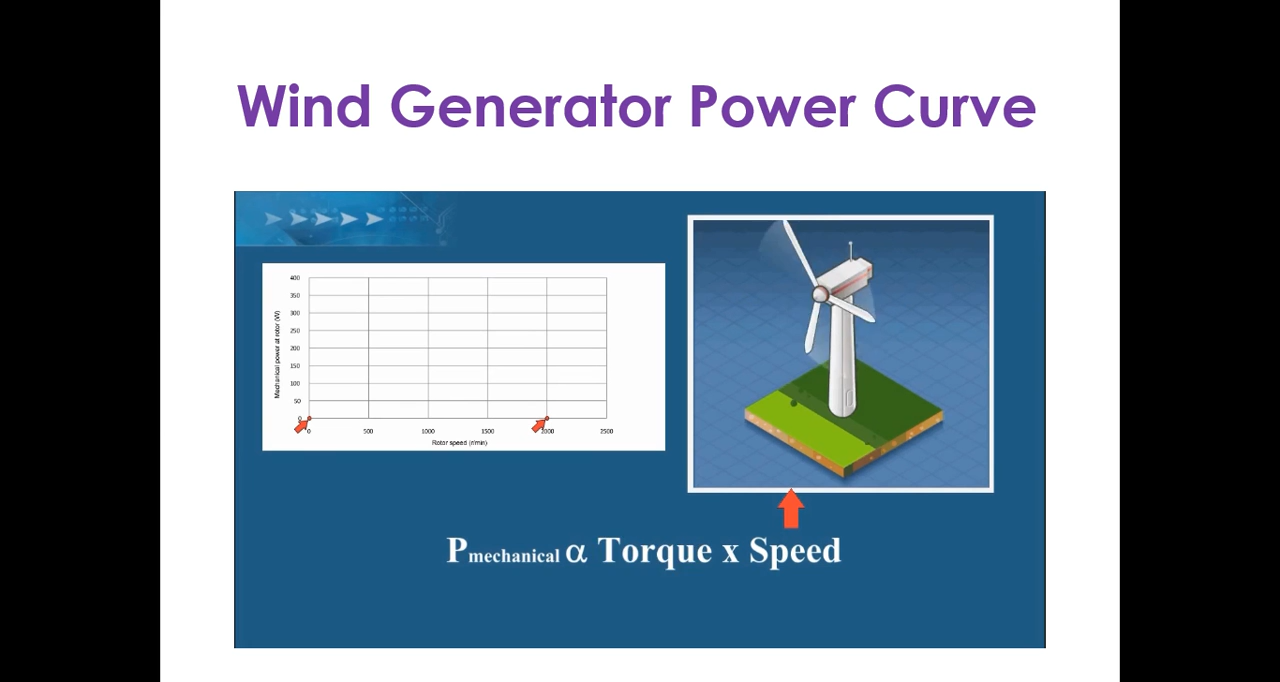 Wind Generator Power Curve
Mechanical power at rotor (W)
400
350
300
250
200
150
100
50
0
0 500 1000 1500 2000 2500
Rotor speed (r/min)
Pmechanical α Torque x Speed